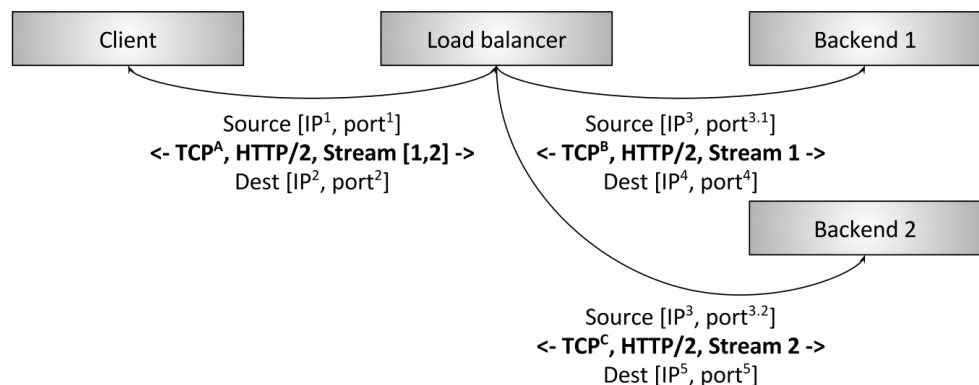 Client
Load balancer
Backend 1
Source [IP¹, port¹]
<- TCPᴬ, HTTP/2, Stream [1,2] ->
Dest [IP², port²]
Source [IP³, port³·¹]
<- TCPᴮ, HTTP/2, Stream 1 ->
Dest [IP⁴, port⁴]
Backend 2
Source [IP³, port³·²]
<- TCPᶜ, HTTP/2, Stream 2 ->
Dest [IP⁵, port⁵]